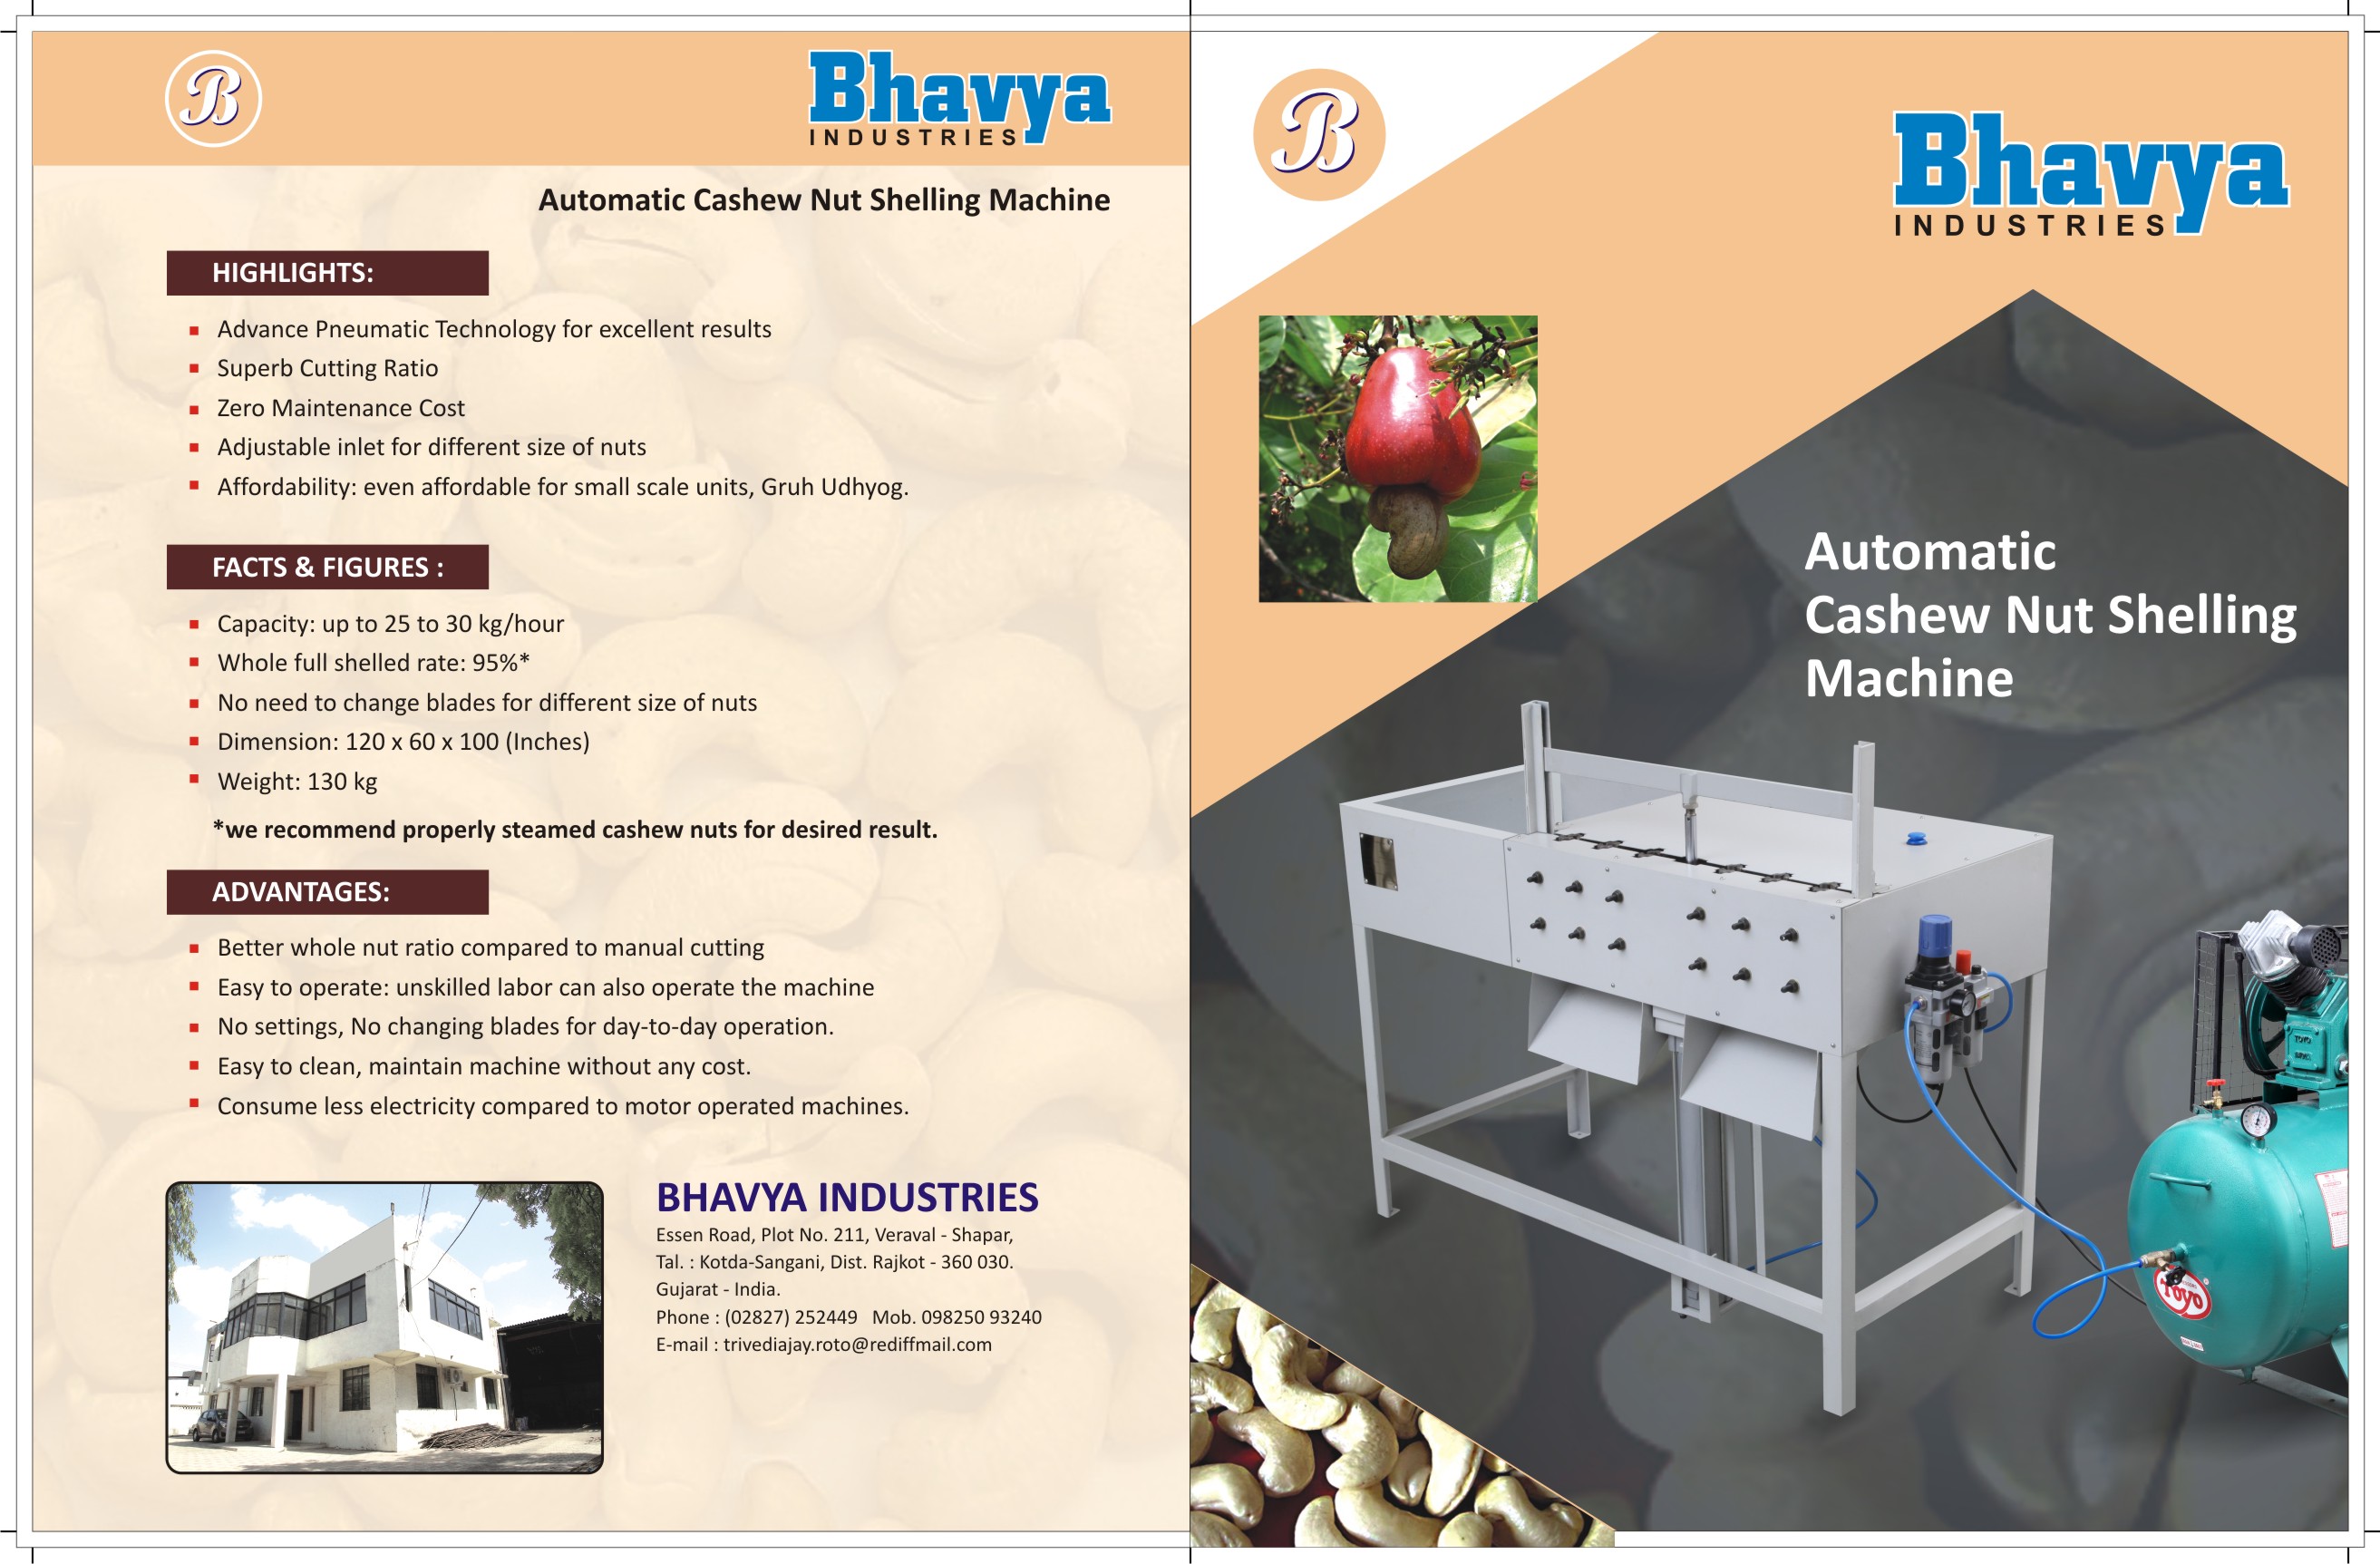 B
Bhavya
INDUSTRIES
Automatic Cashew Nut Shelling Machine
HIGHLIGHTS:
Advance Pneumatic Technology for excellent results
Superb Cutting Ratio
Zero Maintenance Cost
Adjustable inlet for different size of nuts
Affordability: even affordable for small scale units, Gruh Udhyog.
FACTS & FIGURES :
Capacity: up to 25 to 30 kg/hour
Whole full shelled rate: 95%*
No need to change blades for different size of nuts
Dimension: 120 x 60 x 100 (Inches)
Weight: 130 kg
*we recommend properly steamed cashew nuts for desired result.
ADVANTAGES:
Better whole nut ratio compared to manual cutting
Easy to operate: unskilled labor can also operate the machine
No settings, No changing blades for day-to-day operation.
Easy to clean, maintain machine without any cost.
Consume less electricity compared to motor operated machines.
BHAVYA INDUSTRIES
Essen Road, Plot No. 211, Veraval - Shapar,
Tal. : Kotda-Sangani, Dist. Rajkot - 360 030.
Gujarat - India.
Phone : (02827) 252449   Mob. 098250 93240
E-mail : trivediajay.roto@rediffmail.com
B
Bhavya
INDUSTRIES
Automatic
Cashew Nut Shelling
Machine
TOYO
TOYO